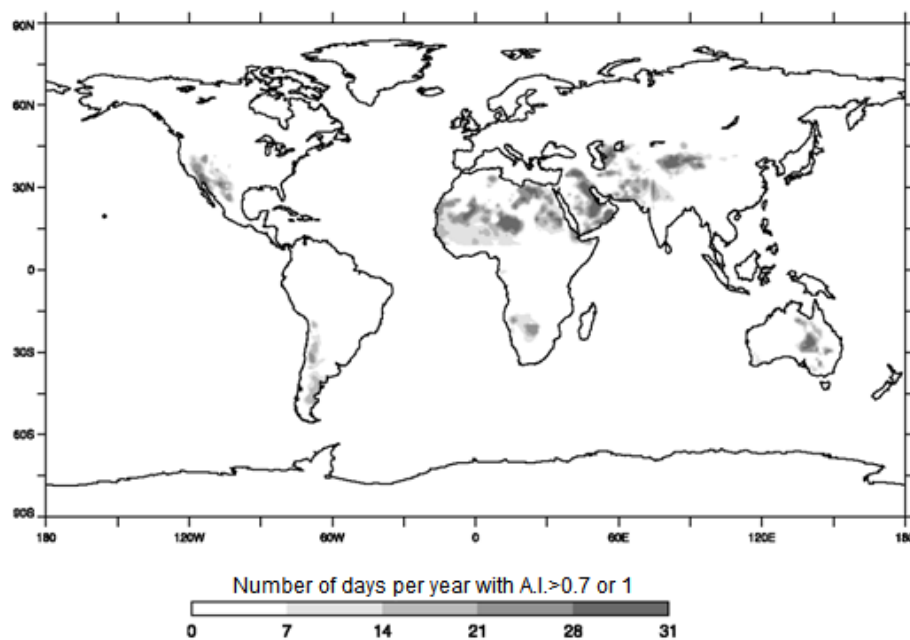 90N
60N
30N
0
30S
60S
90S
180 120W 60W 0 60E 120E 180
Number of days per year with A.I.>0.7 or 1
0 7 14 21 28 31